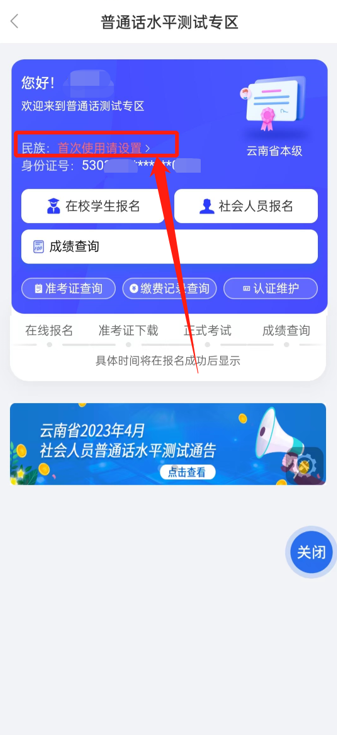 普通话水平测试专区
您好!
欢迎来到普通话测试专区
民族: 首次使用请设置 >
身份证号: 530
云南省本级
在校学生报名
社会人员报名
成绩查询
准考证查询
缴费记录查询
认证维护
在线报名
准考证下载
正式考试
成绩查询
具体时间将在报名成功后显示
云南省2023年4月
社会人员普通话水平测试通告
点击查看
关闭